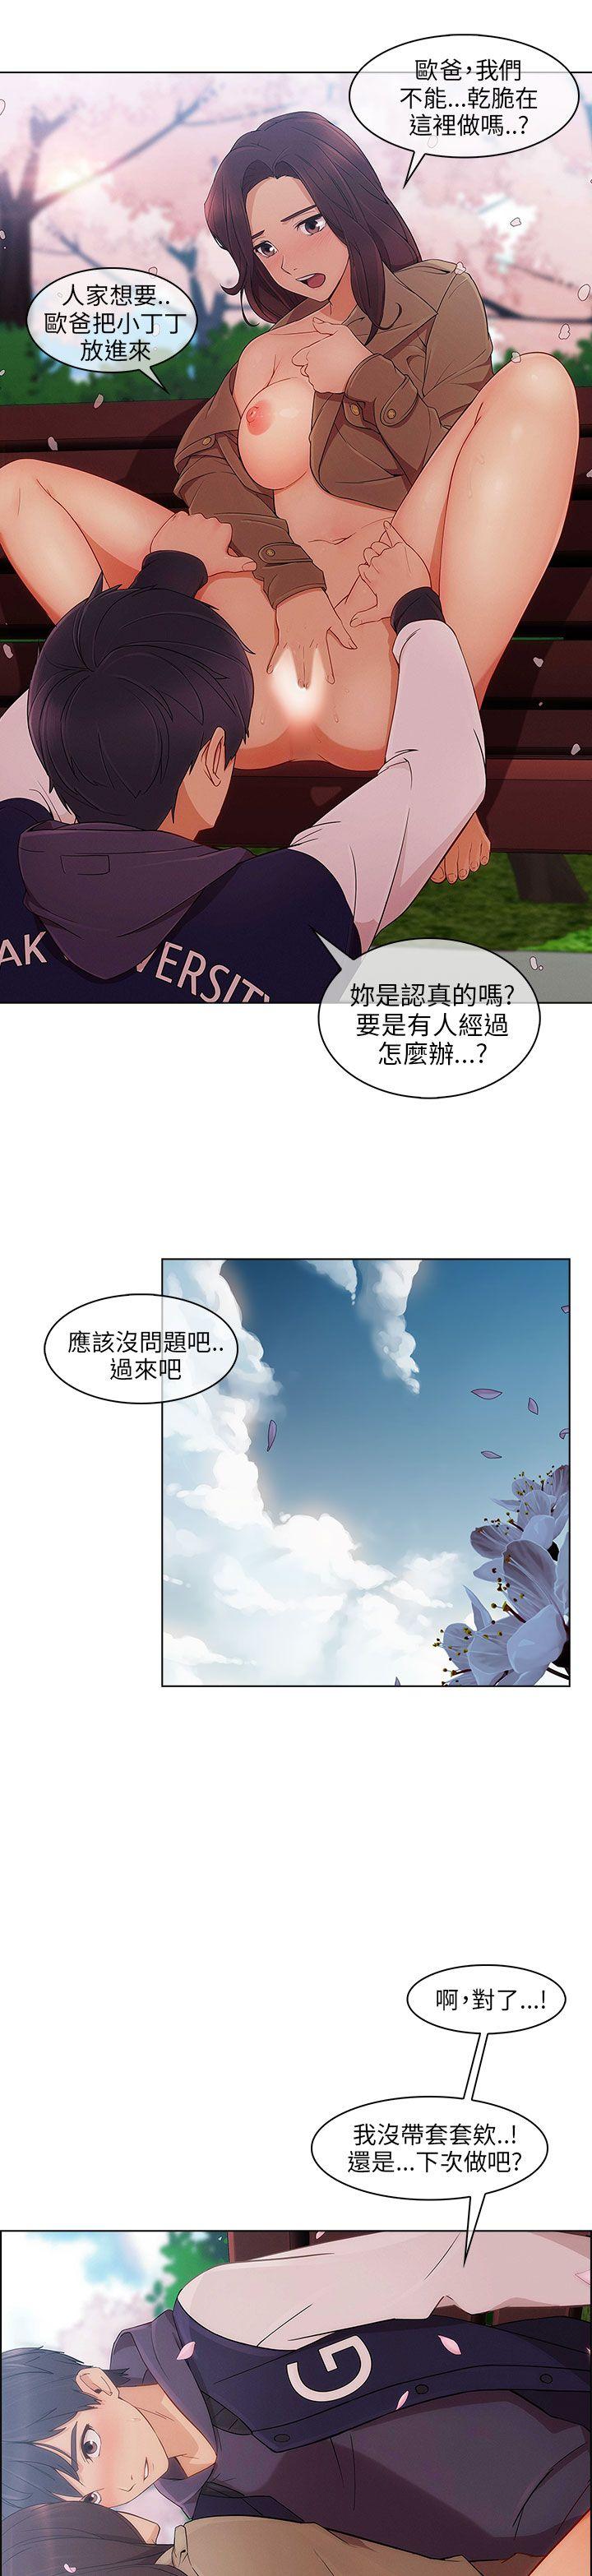 歐爸，我們
不能...乾脆在
這裡做嗎..?
人家想要..
歐爸把小丁丁
放進來
AK
VERSITY
妳是認真的嗎?
要是有人經過
怎麼辦...?
應該沒問題吧..
過來吧
啊，對了...!
我沒帶套套欸..!
還是...下次做吧?
G